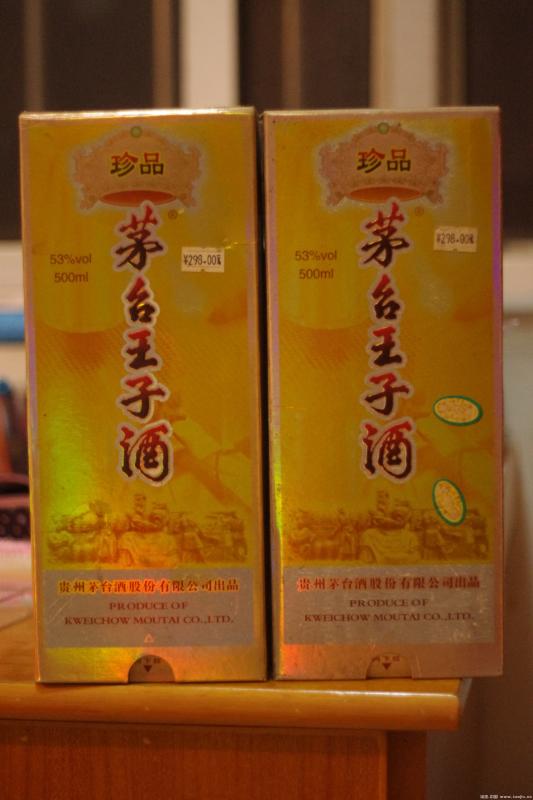 珍品
茅台王子酒
®
53%vol
500ml
¥298.00
贵州茅台酒股份有限公司出品
PRODUCE OF
KWEICHOW MOUTAI CO.,LTD.
珍品
茅台王子酒
®
53%vol
500ml
¥298.00
贵州茅台酒股份有限公司出品
PRODUCE OF
KWEICHOW MOUTAI CO.,LTD.